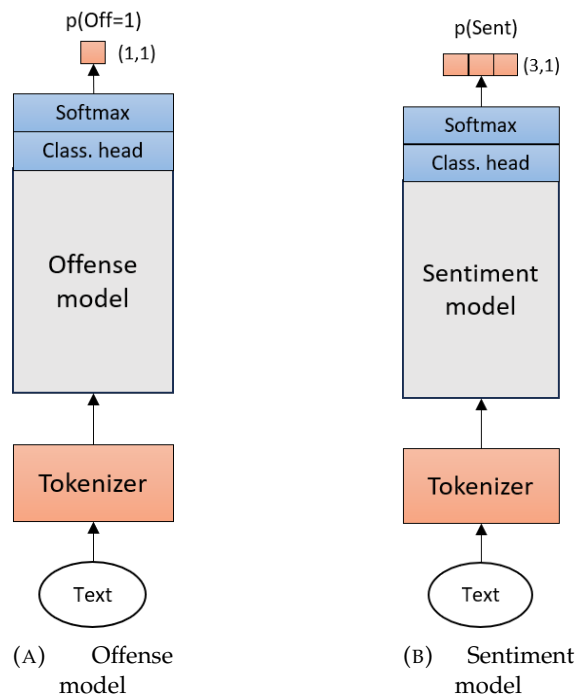 p(Off=1)
(1,1)
Softmax
Class. head
Offense
model
Tokenizer
Text
(A) Offense
model
p(Sent)
(3,1)
Softmax
Class. head
Sentiment
model
Tokenizer
Text
(B) Sentiment
model